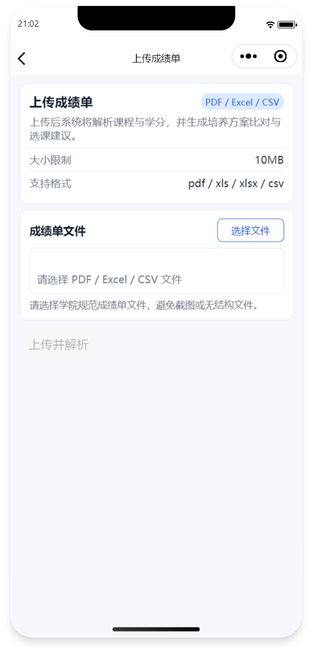 21:02
上传成绩单
上传成绩单
PDF / Excel / CSV
上传后系统将解析课程与学分，并生成培养方案比对与
选课建议。
大小限制
10MB
支持格式
pdf / xls / xlsx / csv
成绩单文件
选择文件
请选择 PDF / Excel / CSV 文件
请选择学院规范成绩单文件，避免截图或无结构文件。
上传并解析